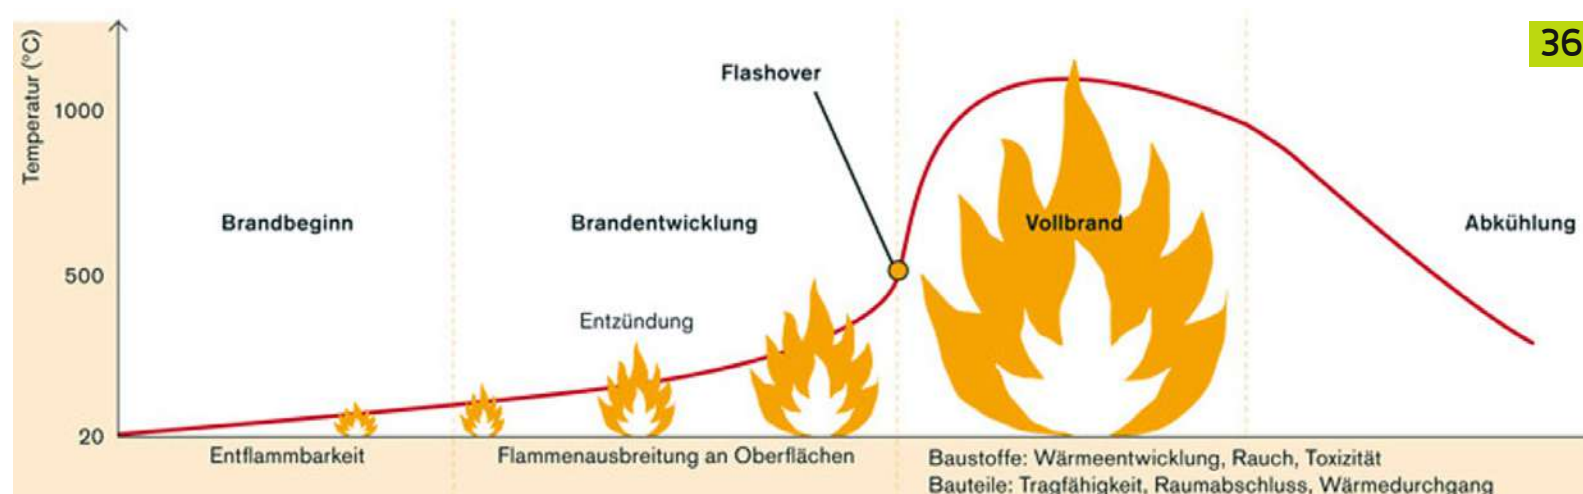 36
Temperatur (°C)
1000
500
20
Flashover
Brandbeginn
Brandentwicklung
Vollbrand
Abkühlung
Entzündung
Entflammbarkeit
Flammenausbreitung an Oberflächen
Baustoffe: Wärmeentwicklung, Rauch, Toxizität
Bauteile: Tragfähigkeit, Raumabschluss, Wärmedurchgang